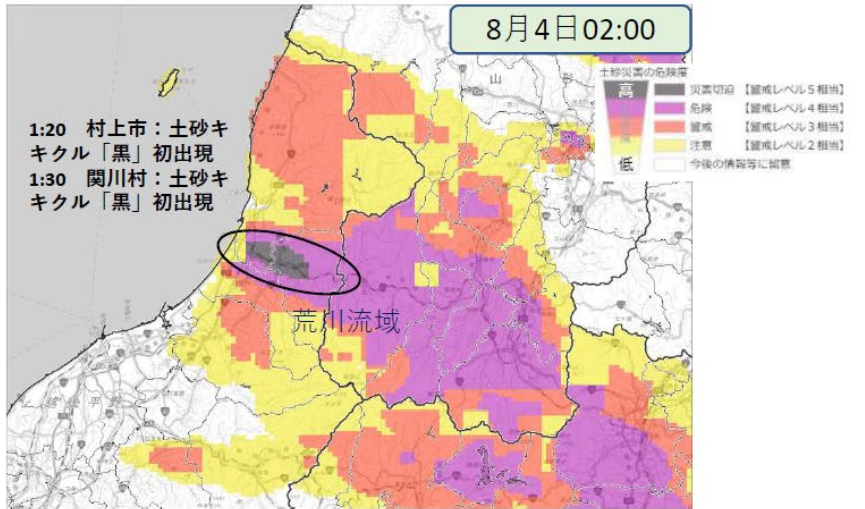 8月4日02:00
土砂災害の危険度
高
災害切迫 【警戒レベル5相当】
危険 【警戒レベル4相当】
警戒 【警戒レベル3相当】
注意 【警戒レベル2相当】
低
今後の情報等に留意
1:20 村上市：土砂キ
キクル「黒」初出現
1:30 関川村：土砂キ
キクル「黒」初出現
山
荒川流域